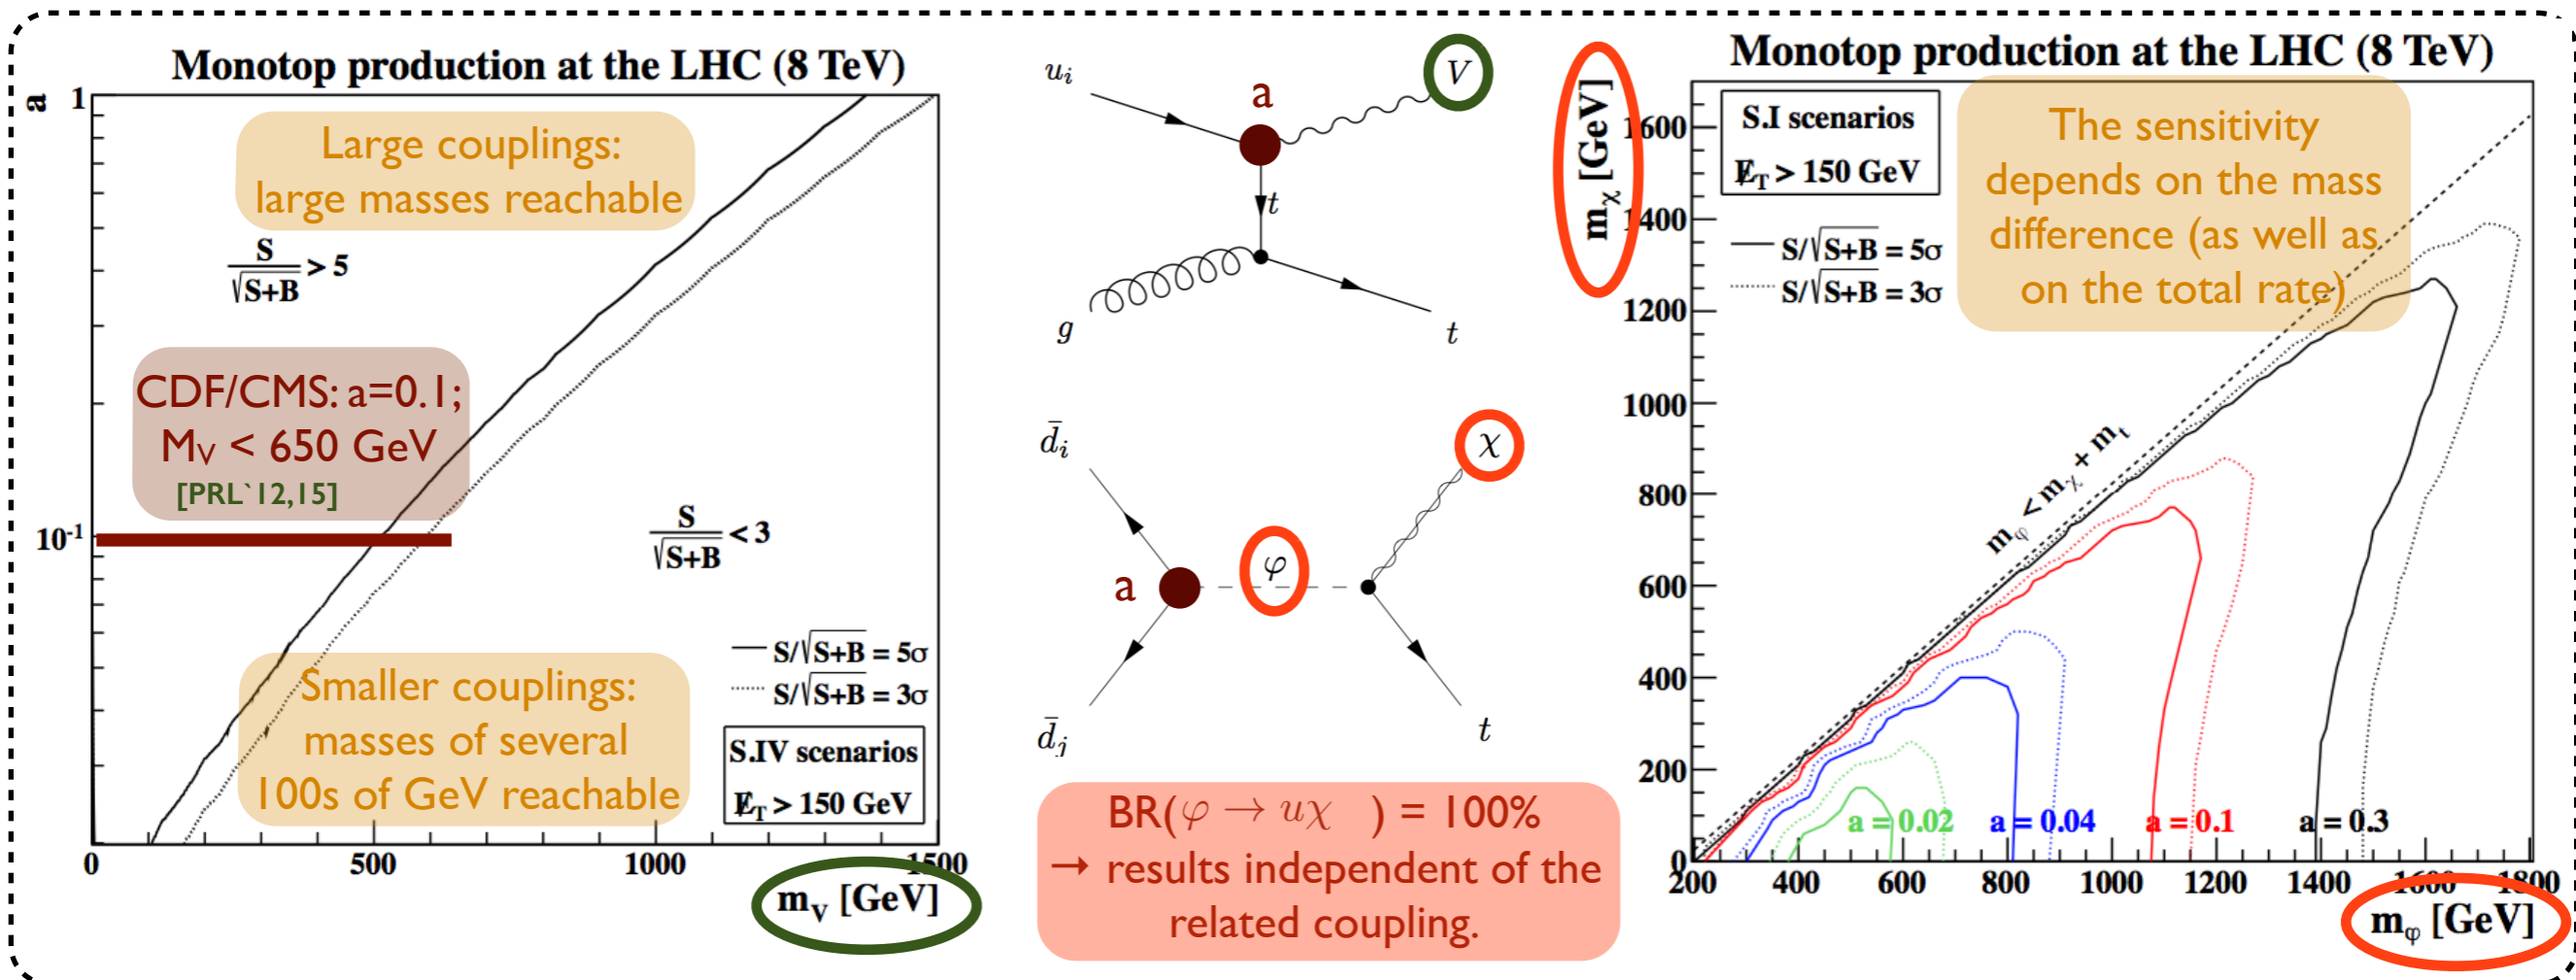 Monotop production at the LHC (8 TeV)
a
1
10⁻¹
Large couplings:
large masses reachable
S
√S+B
> 5
CDF/CMS: a=0.1;
Mᵥ < 650 GeV
[PRL`12,15]
S
√S+B
< 3
Smaller couplings:
masses of several
100s of GeV reachable
S/√S+B = 5σ
S/√S+B = 3σ
S.IV scenarios
E̸_T > 150 GeV
0 500 1000 1500
m_V [GeV]
u_i
a
V
t
g
t
d̄_i
χ
a
φ
d̄_j
t
BR(φ → uχ ) = 100%
→ results independent of the
related coupling.
Monotop production at the LHC (8 TeV)
m_χ [GeV]
1600
1400
1200
1000
800
600
400
200
0
S.I scenarios
E̸_T > 150 GeV
S/√S+B = 5σ
S/√S+B = 3σ
The sensitivity
depends on the mass
difference (as well as
on the total rate)
m_φ < m_χ + m_t
a = 0.02 a = 0.04 a = 0.1 a = 0.3
200 400 600 800 1000 1200 1400 1600 1800
m_φ [GeV]